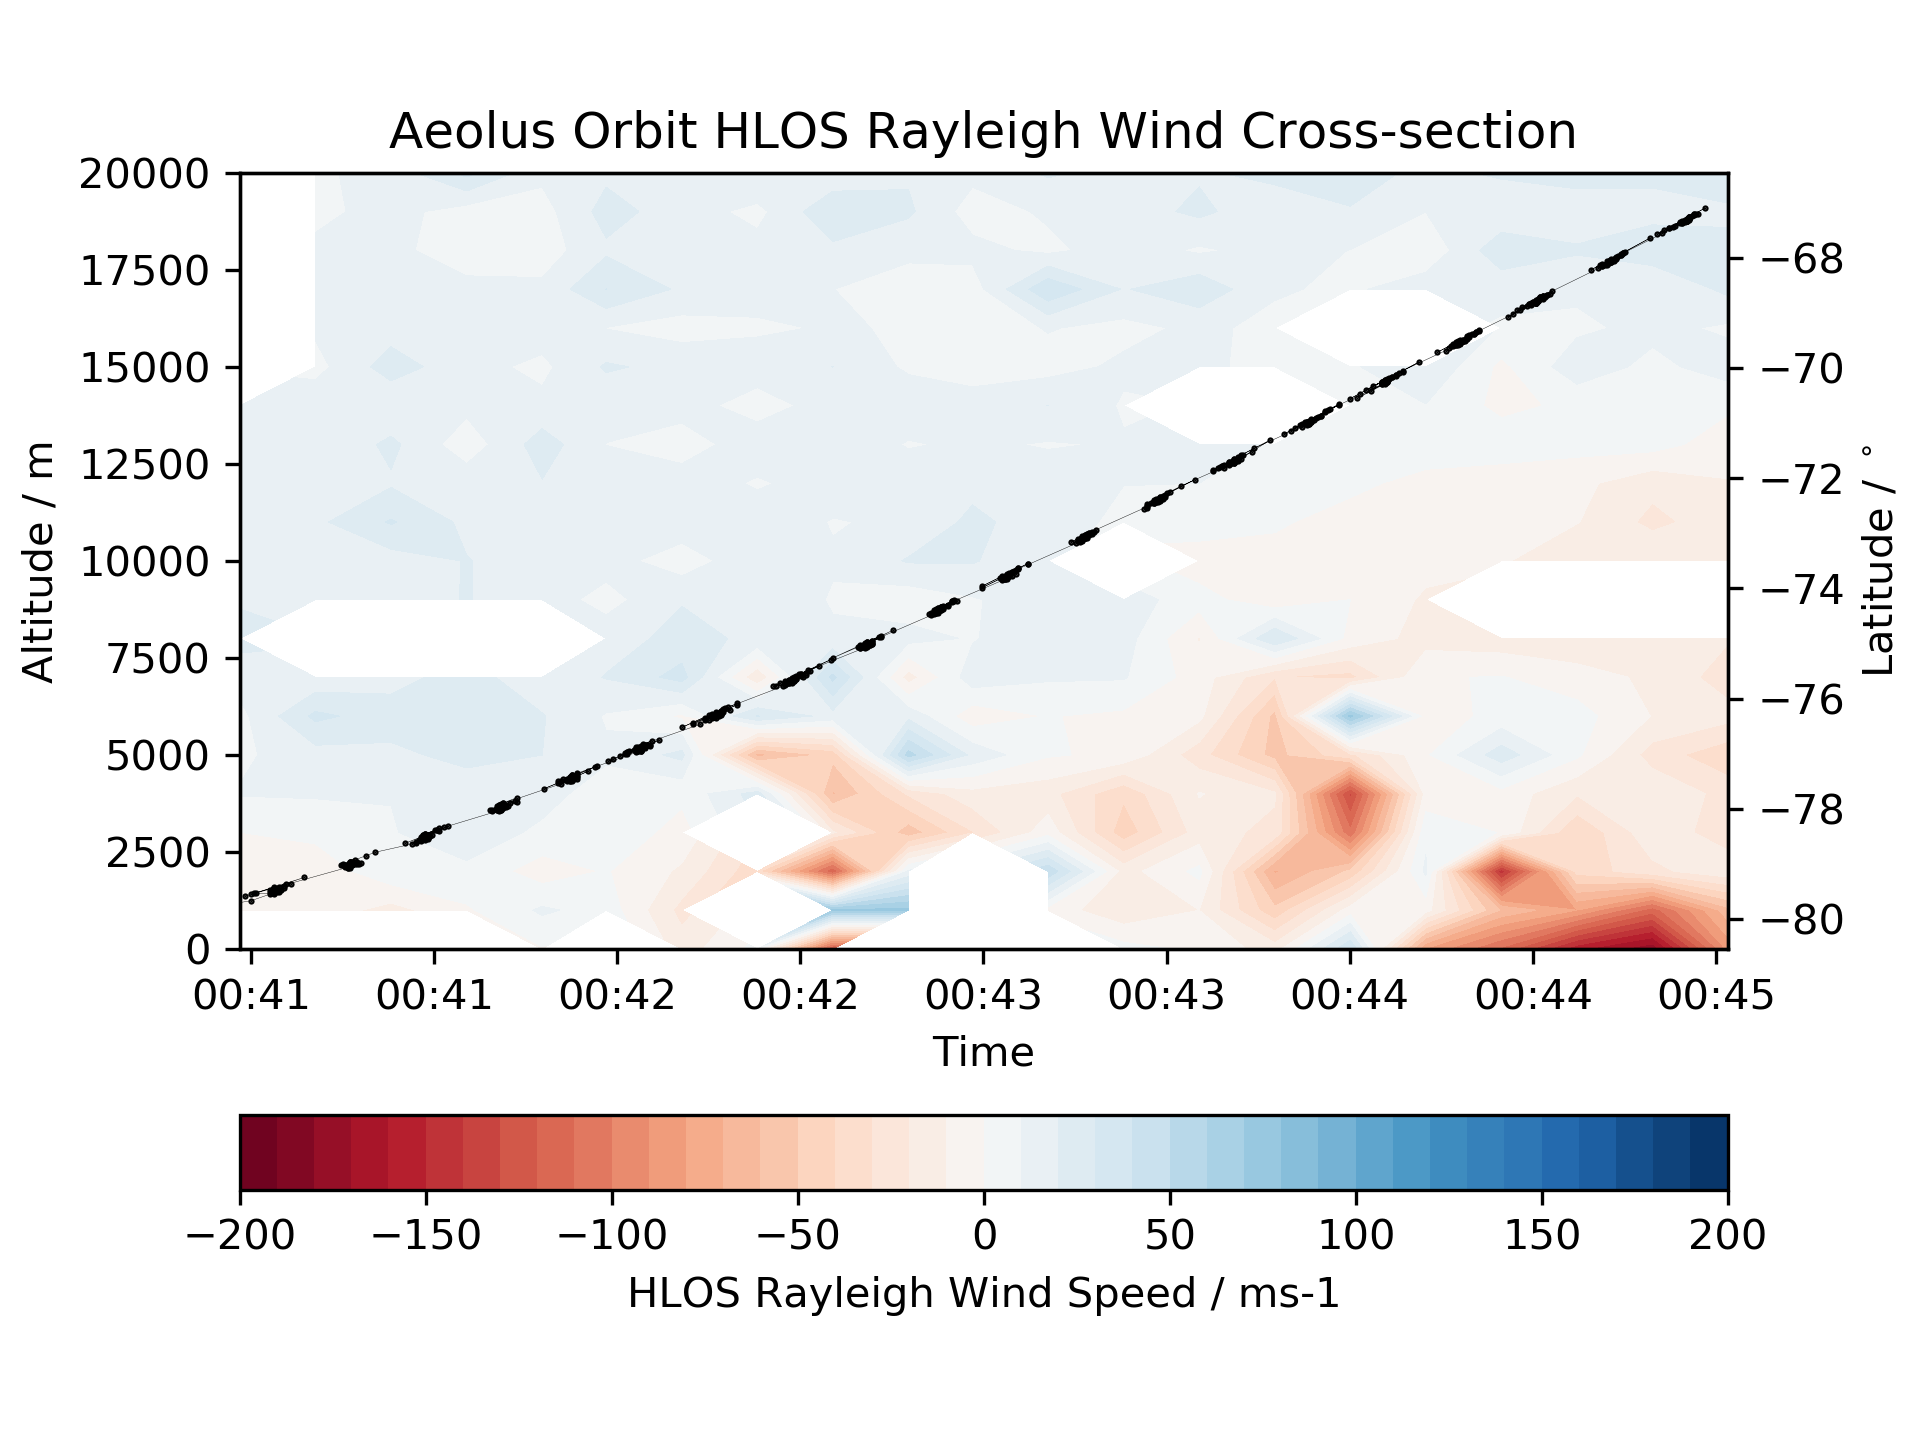 Aeolus Orbit HLOS Rayleigh Wind Cross-section
20000
17500
15000
12500
10000
7500
5000
2500
0
Altitude / m
−68
−70
−72
−74
−76
−78
−80
Latitude / °
00:41 00:41 00:42 00:42 00:43 00:43 00:44 00:44 00:45
Time
−200 −150 −100 −50 0 50 100 150 200
HLOS Rayleigh Wind Speed / ms-1